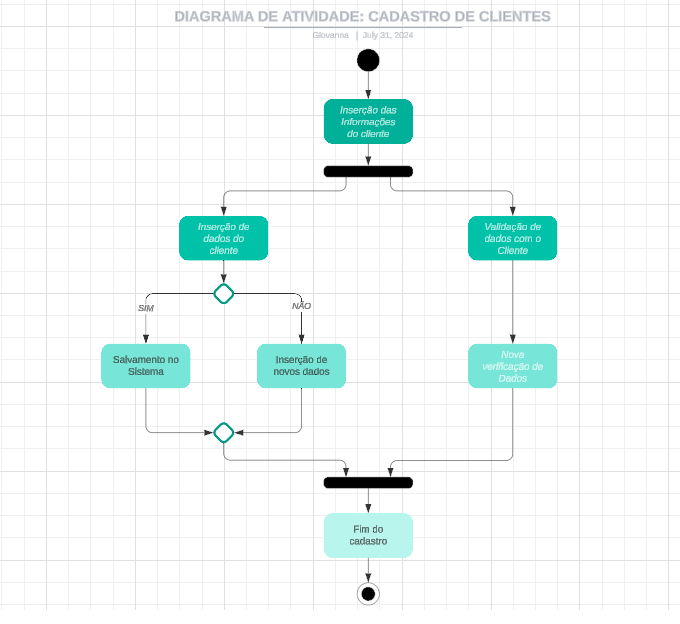 DIAGRAMA DE ATIVIDADE: CADASTRO DE CLIENTES
Giovanna | July 31, 2024
Inserção das
Informações
do cliente
Inserção de
dados do
cliente
Validação de
dados com o
Cliente
SIM
NÃO
Salvamento no
Sistema
Inserção de
novos dados
Nova
verificação de
Dados
Fim do
cadastro